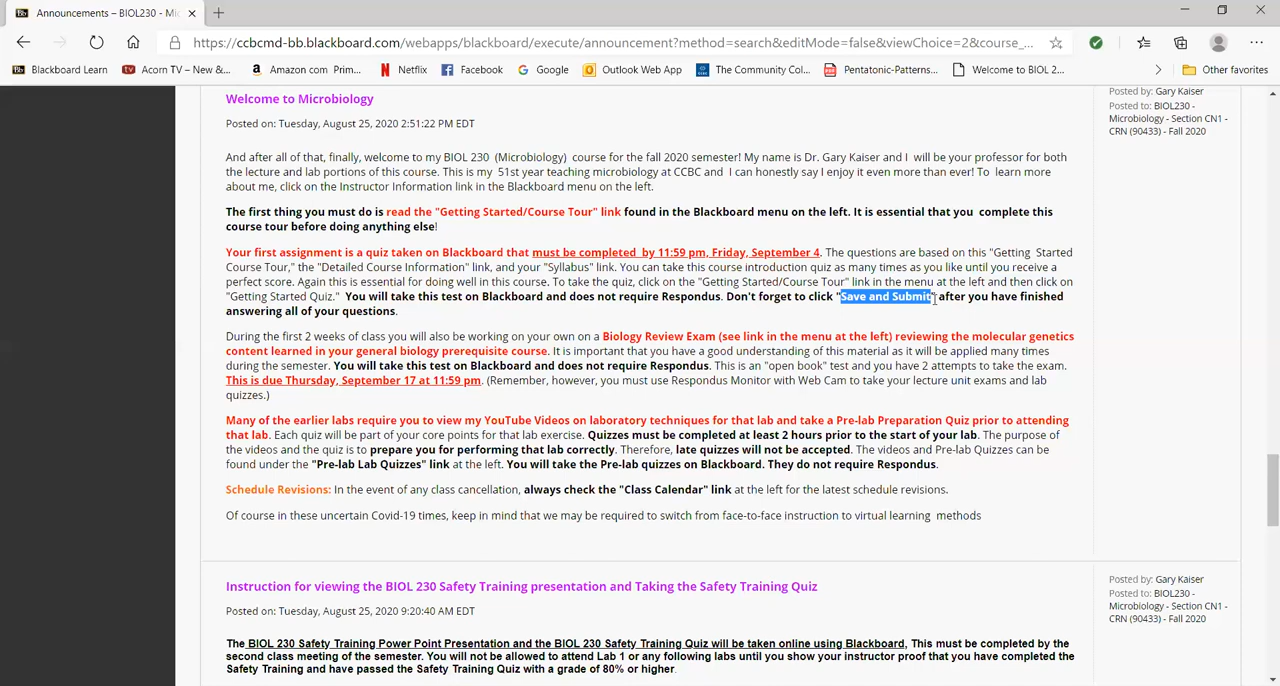 Announcements – BIOL230 - Mic
https://ccbcmd-bb.blackboard.com/webapps/blackboard/execute/announcement?method=search&editMode=false&viewChoice=2&course_...
Blackboard Learn
Acorn TV – New &...
Amazon com Prim...
Netflix
Facebook
Google
Outlook Web App
The Community Col...
Pentatonic-Patterns...
Welcome to BIOL 2...
Other favorites
Welcome to Microbiology
Posted on: Tuesday, August 25, 2020 2:51:22 PM EDT
And after all of that, finally, welcome to my BIOL 230 (Microbiology) course for the fall 2020 semester! My name is Dr. Gary Kaiser and I will be your professor for both
the lecture and lab portions of this course. This is my 51st year teaching microbiology at CCBC and I can honestly say I enjoy it even more than ever! To learn more
about me, click on the Instructor Information link in the Blackboard menu on the left.
The first thing you must do is read the "Getting Started/Course Tour" link found in the Blackboard menu on the left. It is essential that you complete this
course tour before doing anything else!
Your first assignment is a quiz taken on Blackboard that must be completed by 11:59 pm, Friday, September 4. The questions are based on this "Getting Started
Course Tour," the "Detailed Course Information" link, and your "Syllabus" link. You can take this course introduction quiz as many times as you like until you receive a
perfect score. Again this is essential for doing well in this course. To take the quiz, click on the "Getting Started/Course Tour" link in the menu at the left and then click on
"Getting Started Quiz." You will take this test on Blackboard and does not require Respondus. Don't forget to click "Save and Submit" after you have finished
answering all of your questions.
During the first 2 weeks of class you will also be working on your own on a Biology Review Exam (see link in the menu at the left) reviewing the molecular genetics
content learned in your general biology prerequisite course. It is important that you have a good understanding of this material as it will be applied many times
during the semester. You will take this test on Blackboard and does not require Respondus. This is an "open book" test and you have 2 attempts to take the exam.
This is due Thursday, September 17 at 11:59 pm. (Remember, however, you must use Respondus Monitor with Web Cam to take your lecture unit exams and lab
quizzes.)
Many of the earlier labs require you to view my YouTube Videos on laboratory techniques for that lab and take a Pre-lab Preparation Quiz prior to attending
that lab. Each quiz will be part of your core points for that lab exercise. Quizzes must be completed at least 2 hours prior to the start of your lab. The purpose of
the videos and the quiz is to prepare you for performing that lab correctly. Therefore, late quizzes will not be accepted. The videos and Pre-lab Quizzes can be
found under the "Pre-lab Lab Quizzes" link at the left. You will take the Pre-lab quizzes on Blackboard. They do not require Respondus.
Schedule Revisions: In the event of any class cancellation, always check the "Class Calendar" link at the left for the latest schedule revisions.
Of course in these uncertain Covid-19 times, keep in mind that we may be required to switch from face-to-face instruction to virtual learning methods
Posted by: Gary Kaiser
Posted to: BIOL230 -
Microbiology - Section CN1 -
CRN (90433) - Fall 2020
Instruction for viewing the BIOL 230 Safety Training presentation and Taking the Safety Training Quiz
Posted on: Tuesday, August 25, 2020 9:20:40 AM EDT
The BIOL 230 Safety Training Power Point Presentation and the BIOL 230 Safety Training Quiz will be taken online using Blackboard, This must be completed by the
second class meeting of the semester. You will not be allowed to attend Lab 1 or any following labs until you show your instructor proof that you have completed the
Safety Training and have passed the Safety Training Quiz with a grade of 80% or higher.
Posted by: Gary Kaiser
Posted to: BIOL230 -
Microbiology - Section CN1 -
CRN (90433) - Fall 2020